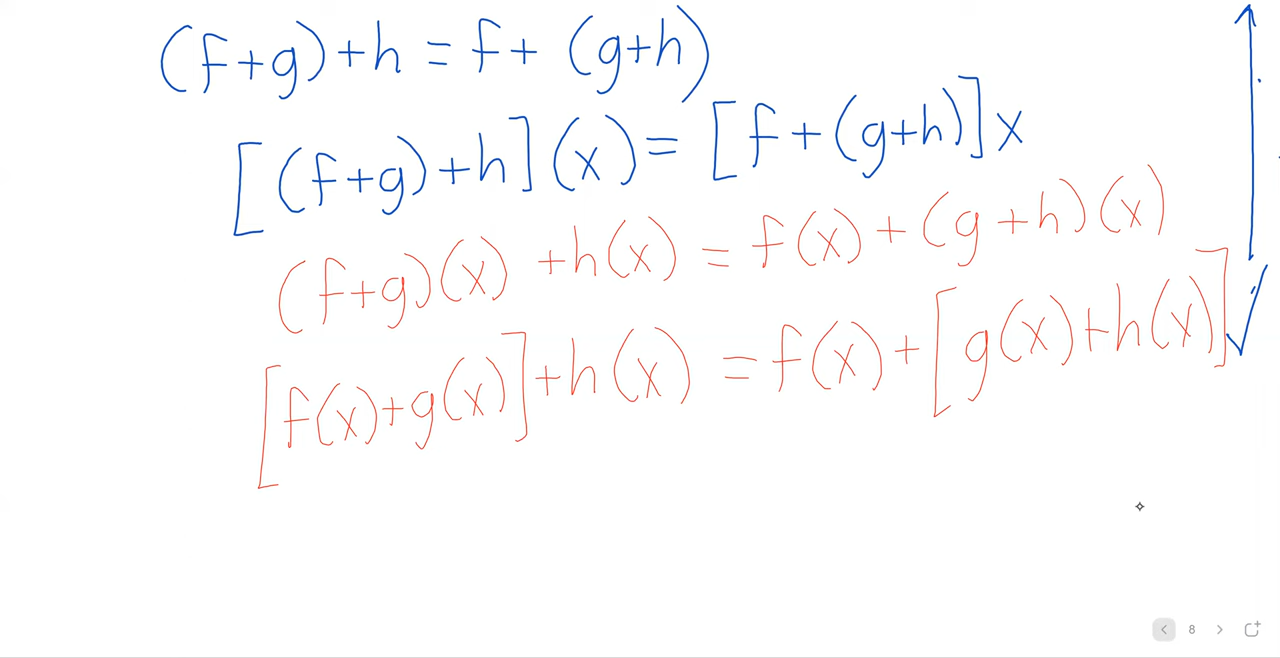 (f+g)+h = f+ (g+h)
[(f+g)+h](x) = [f+(g+h)]x
(f+g)(x) +h(x) = f(x)+(g+h)(x)
[f(x)+g(x)]+h(x) = f(x)+[g(x)+h(x)]
8